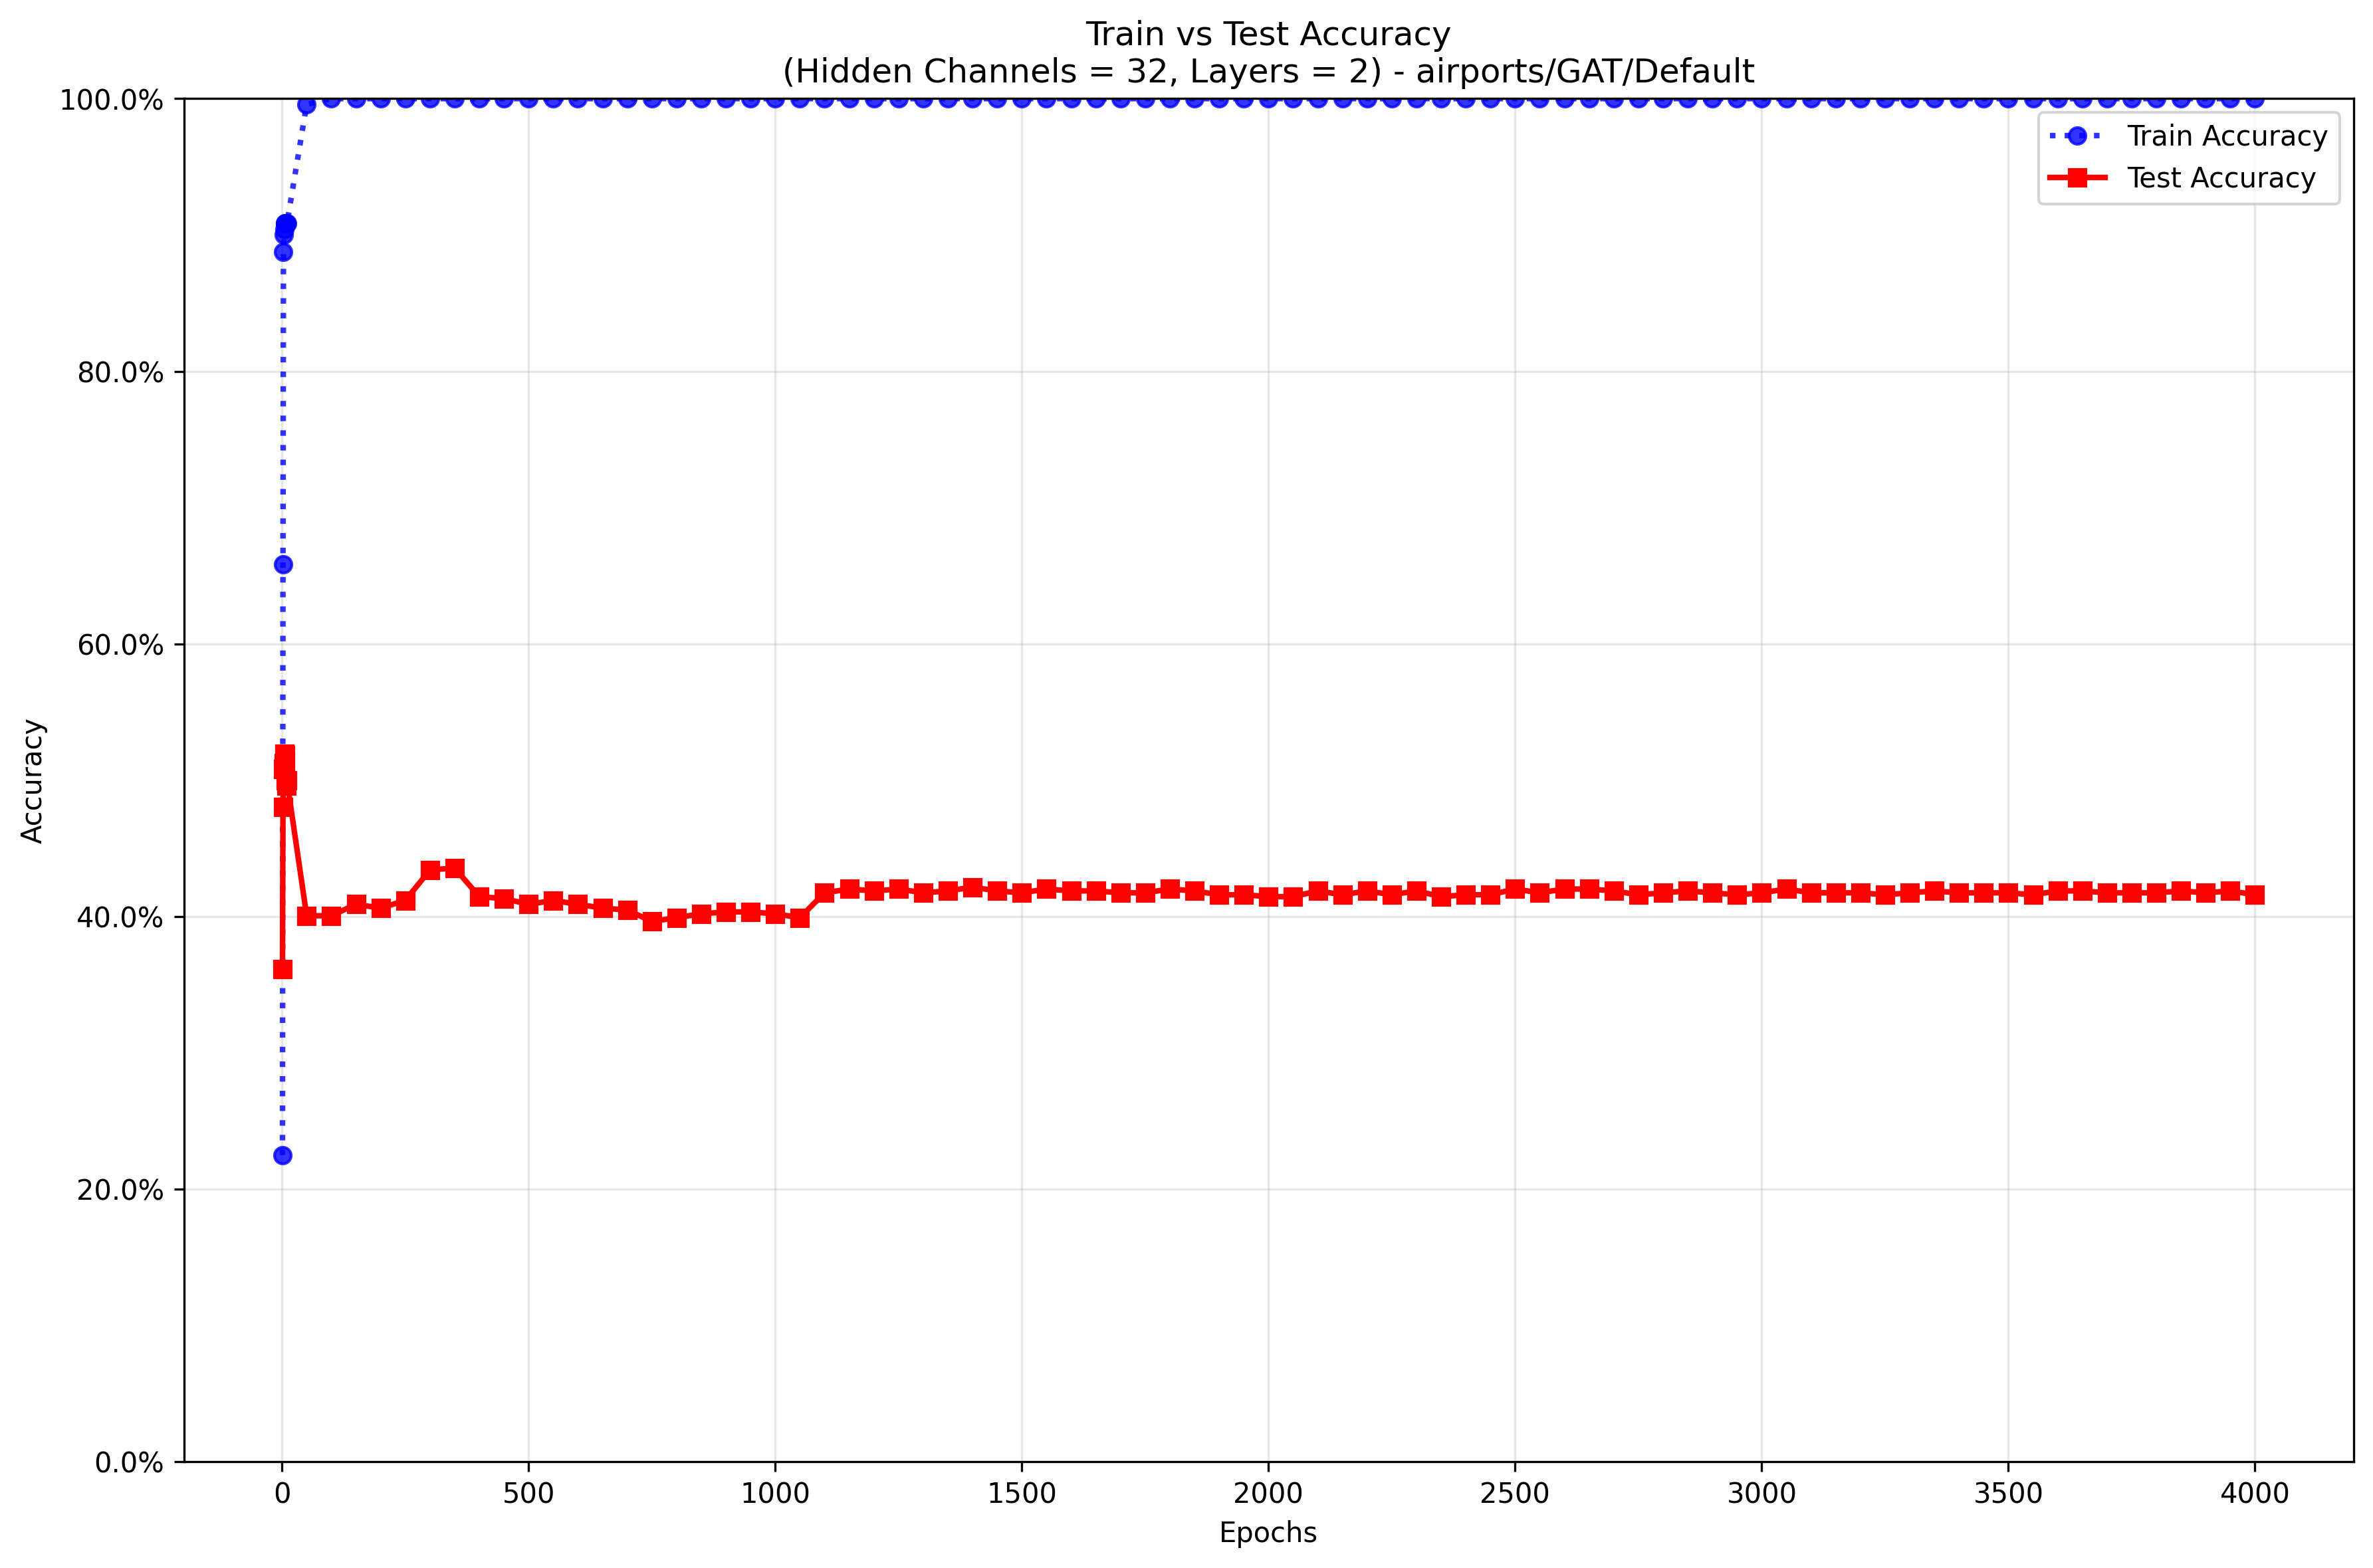 Train vs Test Accuracy
(Hidden Channels = 32, Layers = 2) - airports/GAT/Default
100.0%
80.0%
60.0%
40.0%
20.0%
0.0%
Accuracy
Train Accuracy
Test Accuracy
0 500 1000 1500 2000 2500 3000 3500 4000
Epochs